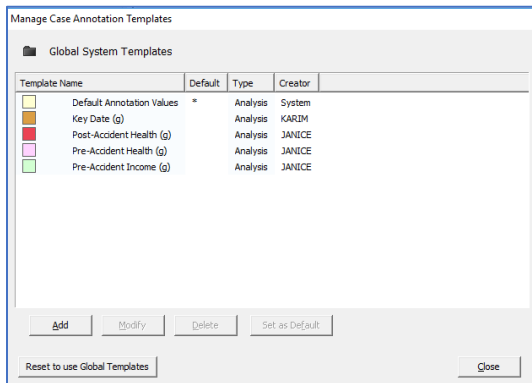 Manage Case Annotation Templates
Global System Templates
Template Name Default Type Creator
Default Annotation Values * Analysis System
Key Date (g) Analysis KARIM
Post-Accident Health (g) Analysis JANICE
Pre-Accident Health (g) Analysis JANICE
Pre-Accident Income (g) Analysis JANICE
Add Modify Delete Set as Default
Reset to use Global Templates Close